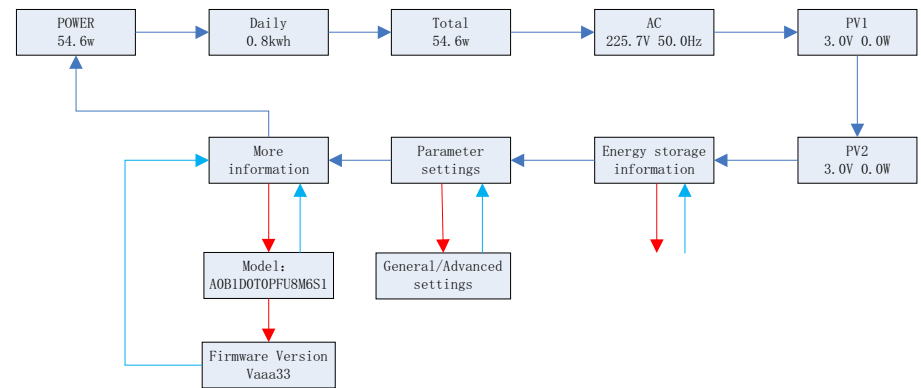 POWER
54.6w
Daily
0.8kwh
Total
54.6w
AC
225.7V 50.0Hz
PV1
3.0V 0.0W
More
information
Parameter
settings
Energy storage
information
PV2
3.0V 0.0W
Model：
A0B1D0T0PFU8M6S1
General/Advanced
settings
Firmware Version
Vaaa33